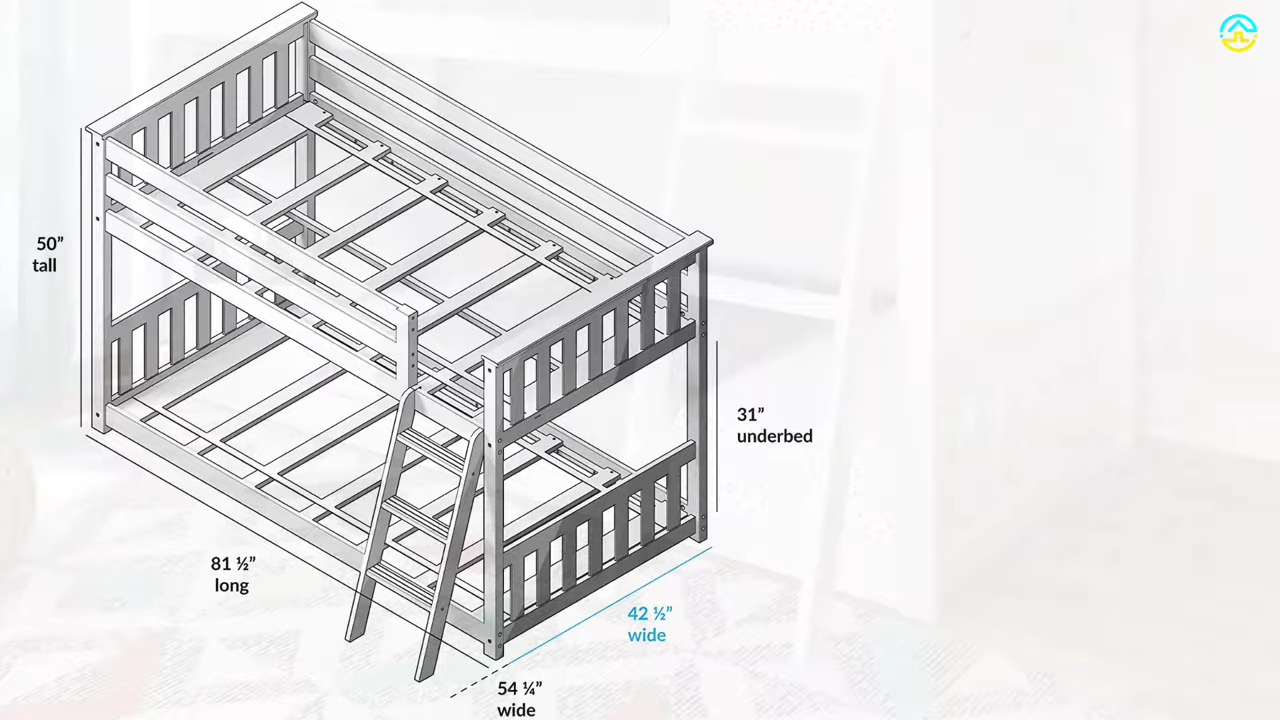 50”
tall
31”
underbed
81 ½”
long
42 ½”
wide
54 ¼”
wide